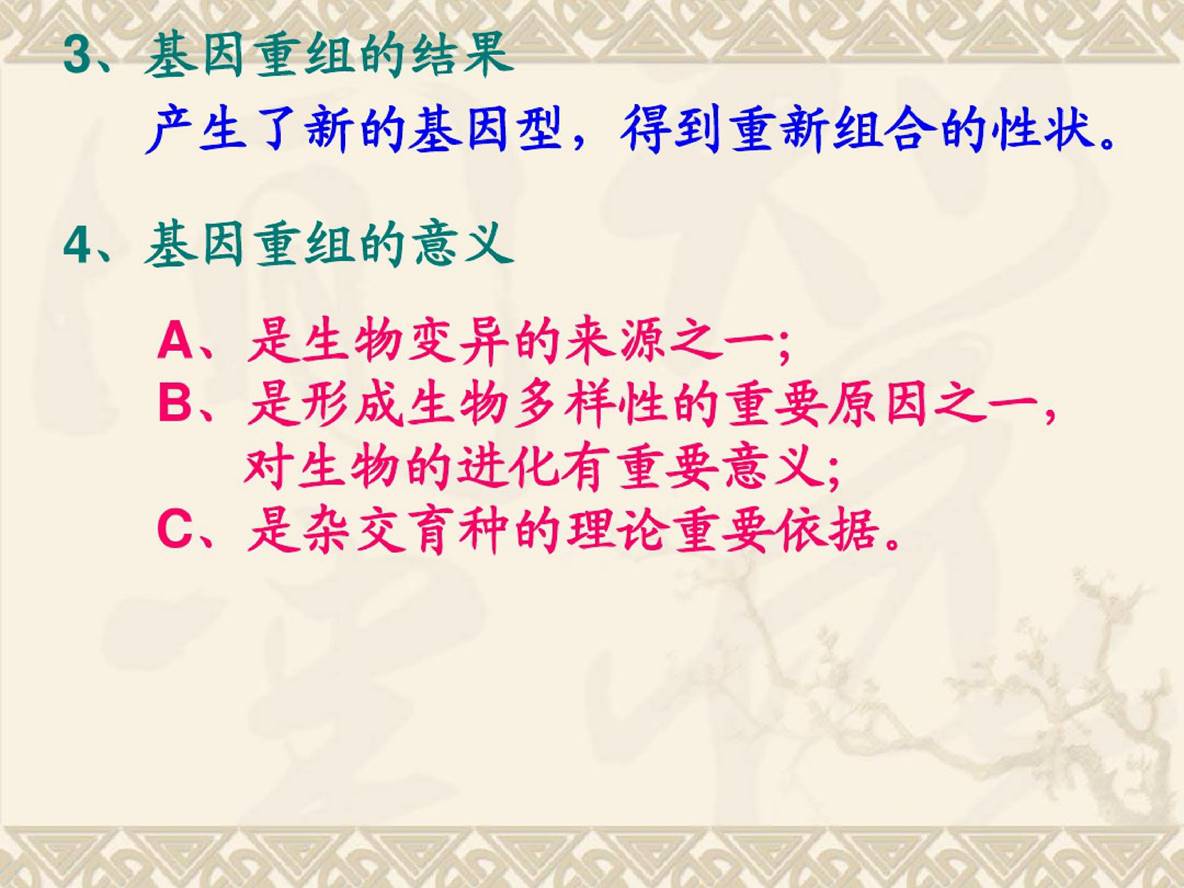 3、基因重组的结果
产生了新的基因型，得到重新组合的性状。
4、基因重组的意义
A、是生物变异的来源之一;
B、是形成生物多样性的重要原因之一，
对生物的进化有重要意义;
C、是杂交育种的理论重要依据。